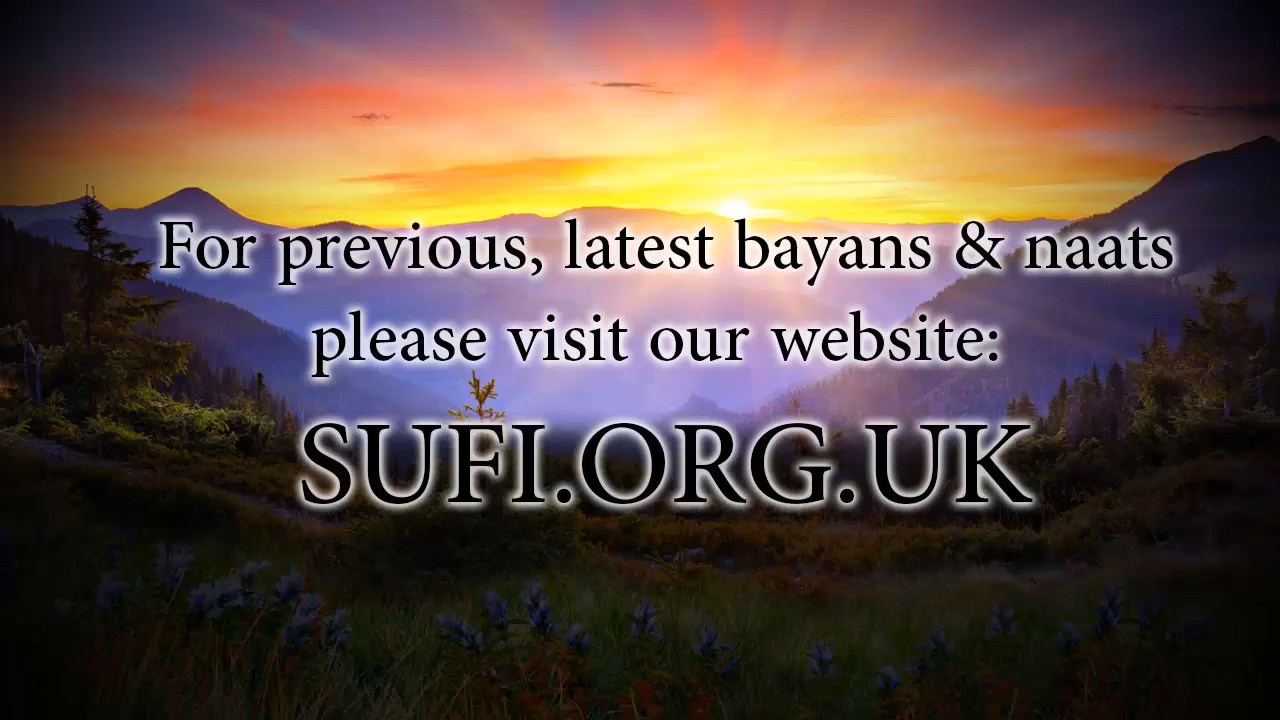 For previous, latest bayans & naats
please visit our website:
SUFI.ORG.UK